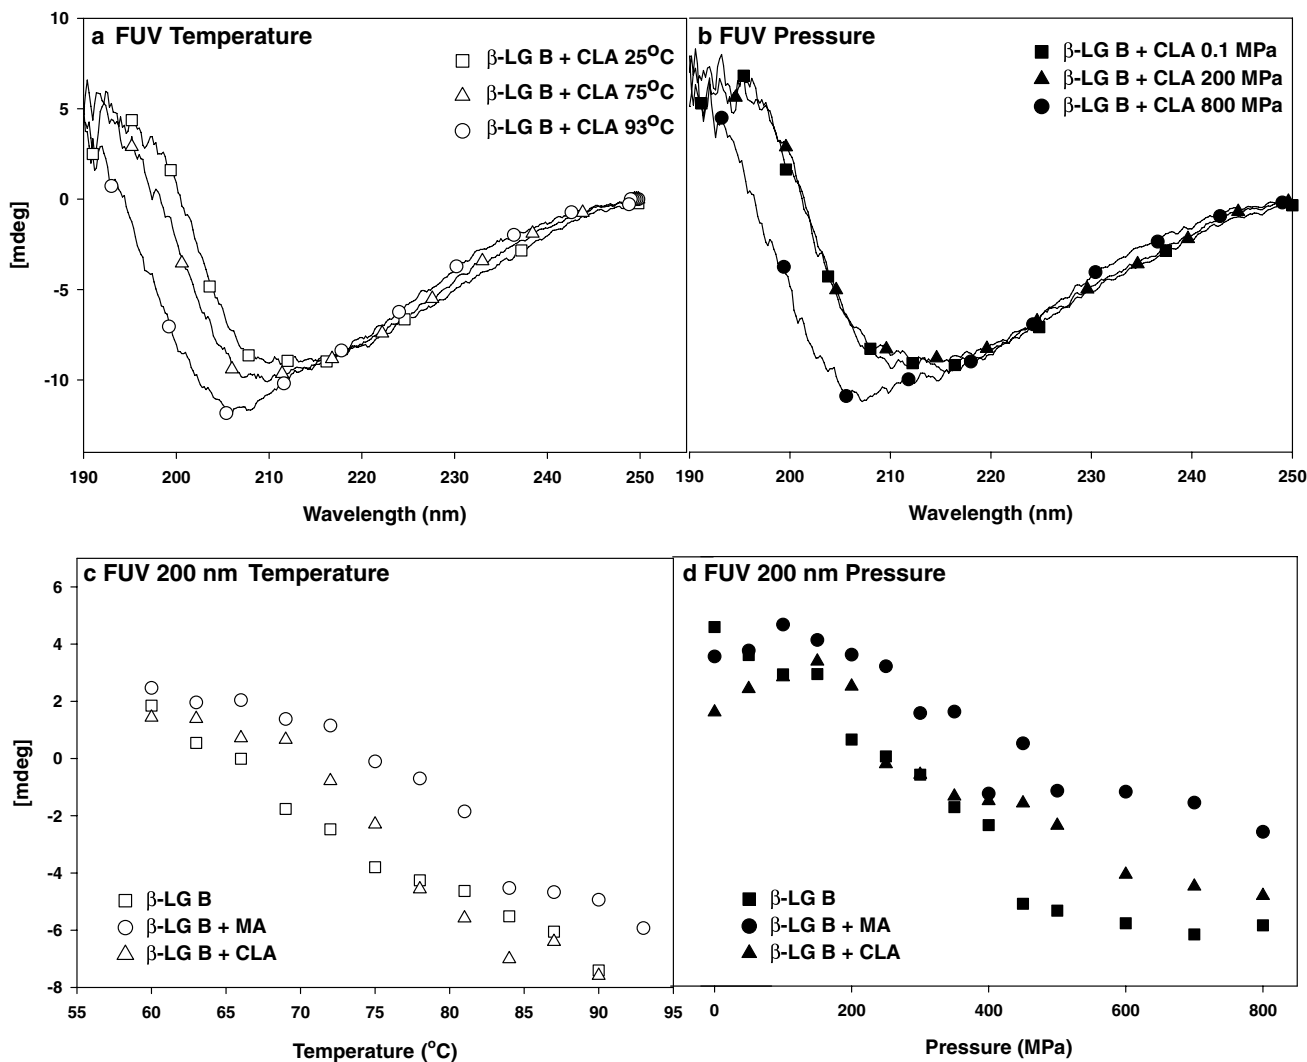 a FUV Temperature
β-LG B + CLA 25°C
β-LG B + CLA 75°C
β-LG B + CLA 93°C
b FUV Pressure
β-LG B + CLA 0.1 MPa
β-LG B + CLA 200 MPa
β-LG B + CLA 800 MPa
10
5
0
-5
-10
[mdeg]
190 200 210 220 230 240 250
190 200 210 220 230 240 250
Wavelength (nm)
Wavelength (nm)
c FUV 200 nm Temperature
d FUV 200 nm Pressure
6
4
2
0
-2
-4
-6
-8
[mdeg]
β-LG B
β-LG B + MA
β-LG B + CLA
β-LG B
β-LG B + MA
β-LG B + CLA
55 60 65 70 75 80 85 90 95
0 200 400 600 800
Temperature (°C)
Pressure (MPa)